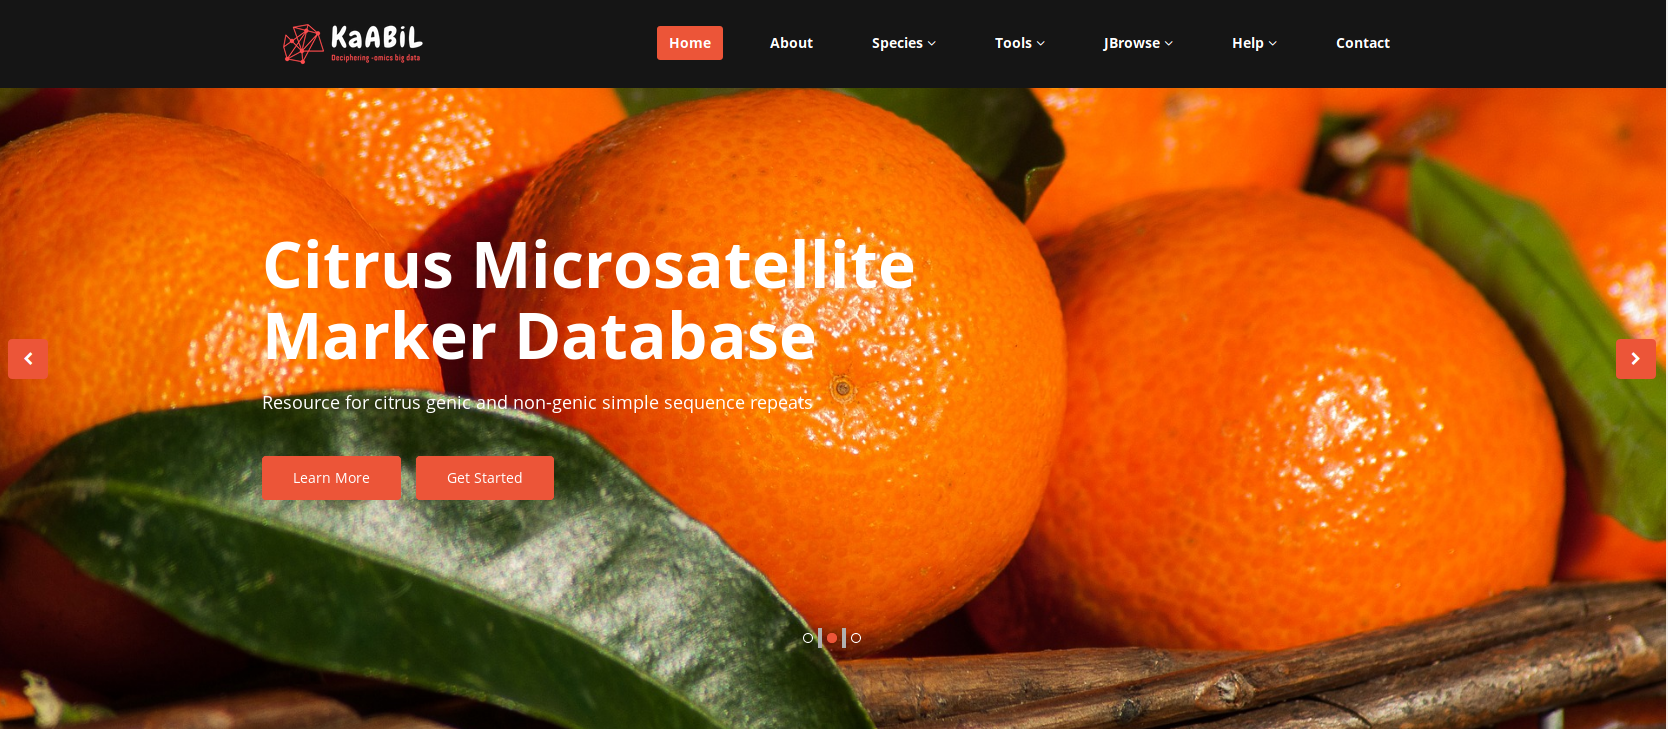 KaABiL
Deciphering -omics big data
Home About Species Tools JBrowse Help Contact
Citrus Microsatellite
Marker Database
Resource for citrus genic and non-genic simple sequence repeats
Learn More Get Started